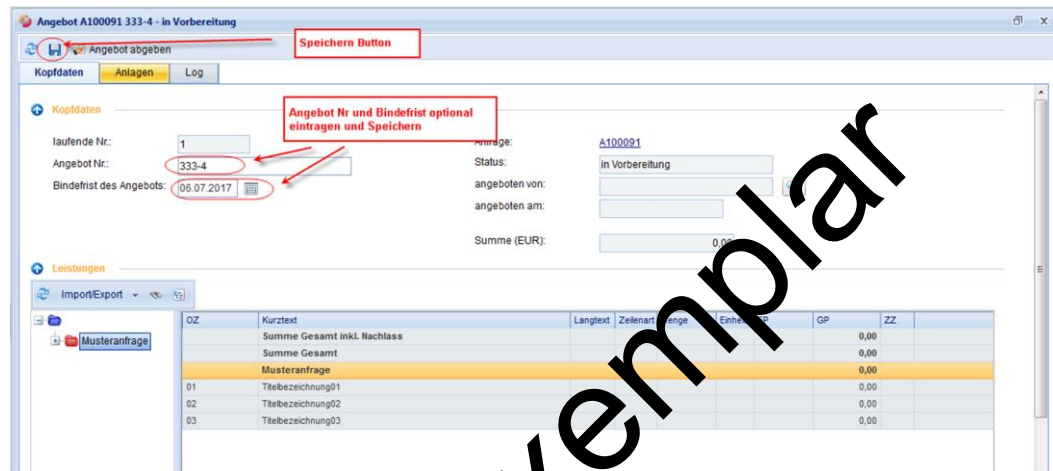 Angebot A100091 333-4 - in Vorbereitung
x
Speichern Button
Angebot abgeben
Kopfdaten Anlagen Log
Kopfdaten
Angebot Nr und Bindefrist optional
eintragen und Speichern
laufende Nr.: 1
Anfrage: A100091
Angebot Nr.: 333-4
Status: in Vorbereitung
Bindefrist des Angebots: 06.07.2017
angeboten von:
angeboten am:
Summe (EUR): 0,00
Leistungen
Import/Export
Musteranfrage
OZ Kurztext Langtext Zeilenart GP ZZ
Summe Gesamt inkl. Nachlass 0,00
Summe Gesamt 0,00
Musteranfrage 0,00
01 Titelbezeichnung01 0,00
02 Titelbezeichnung02 0,00
03 Titelbezeichnung03 0,00
xemplar